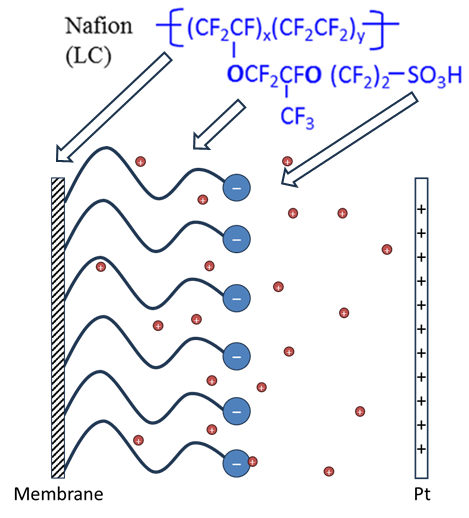 Nafion
(LC)
-[(CF₂CF)ₓ(CF₂CF₂)ᵧ]-
OCF₂CFO (CF₂)₂–SO₃H
CF₃
+ + + + + + + + + + + + + + + + + + +
− − − − − −
+ + + + + + + + + + +
Membrane
Pt